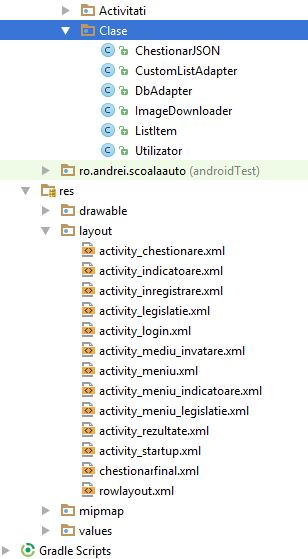 Activitati
Clase
ChestionarJSON
CustomListAdapter
DbAdapter
ImageDownloader
ListItem
Utilizator
ro.andrei.scoalaauto (androidTest)
res
drawable
layout
activity_chestionare.xml
activity_indicatoare.xml
activity_inregistrare.xml
activity_legislatie.xml
activity_login.xml
activity_mediu_invatare.xml
activity_meniu.xml
activity_meniu_indicatoare.xml
activity_meniu_legislatie.xml
activity_rezultate.xml
activity_startup.xml
chestionarfinal.xml
rowlayout.xml
mipmap
values
Gradle Scripts